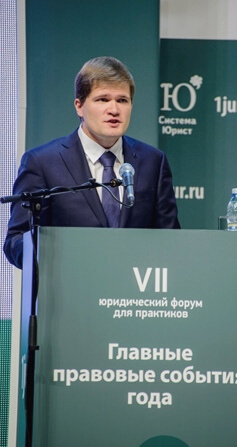 Ю
Система
Юрист
1ju
ur.ru
VII
юридический форум
для практиков
Главные
правовые события
года